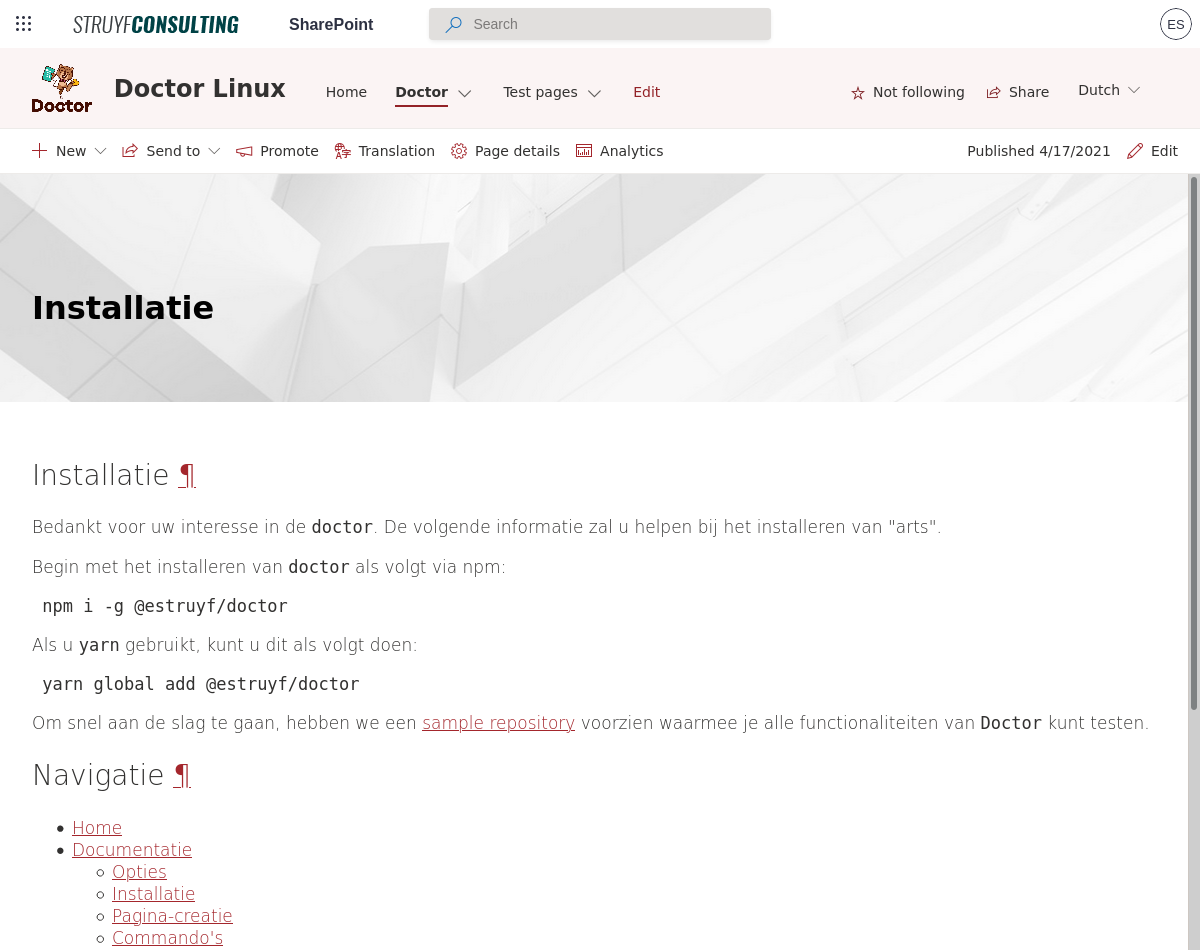 STRUYFCONSULTING SharePoint Search ES
Doctor Doctor Linux Home Doctor Test pages Edit Not following Share Dutch
New Send to Promote Translation Page details Analytics Published 4/17/2021 Edit
Installatie
Installatie ¶
Bedankt voor uw interesse in de doctor. De volgende informatie zal u helpen bij het installeren van "arts".
Begin met het installeren van doctor als volgt via npm:
npm i -g @estruyf/doctor
Als u yarn gebruikt, kunt u dit als volgt doen:
yarn global add @estruyf/doctor
Om snel aan de slag te gaan, hebben we een sample repository voorzien waarmee je alle functionaliteiten van Doctor kunt testen.
Navigatie ¶
Home
Documentatie
Opties
Installatie
Pagina-creatie
Commando's